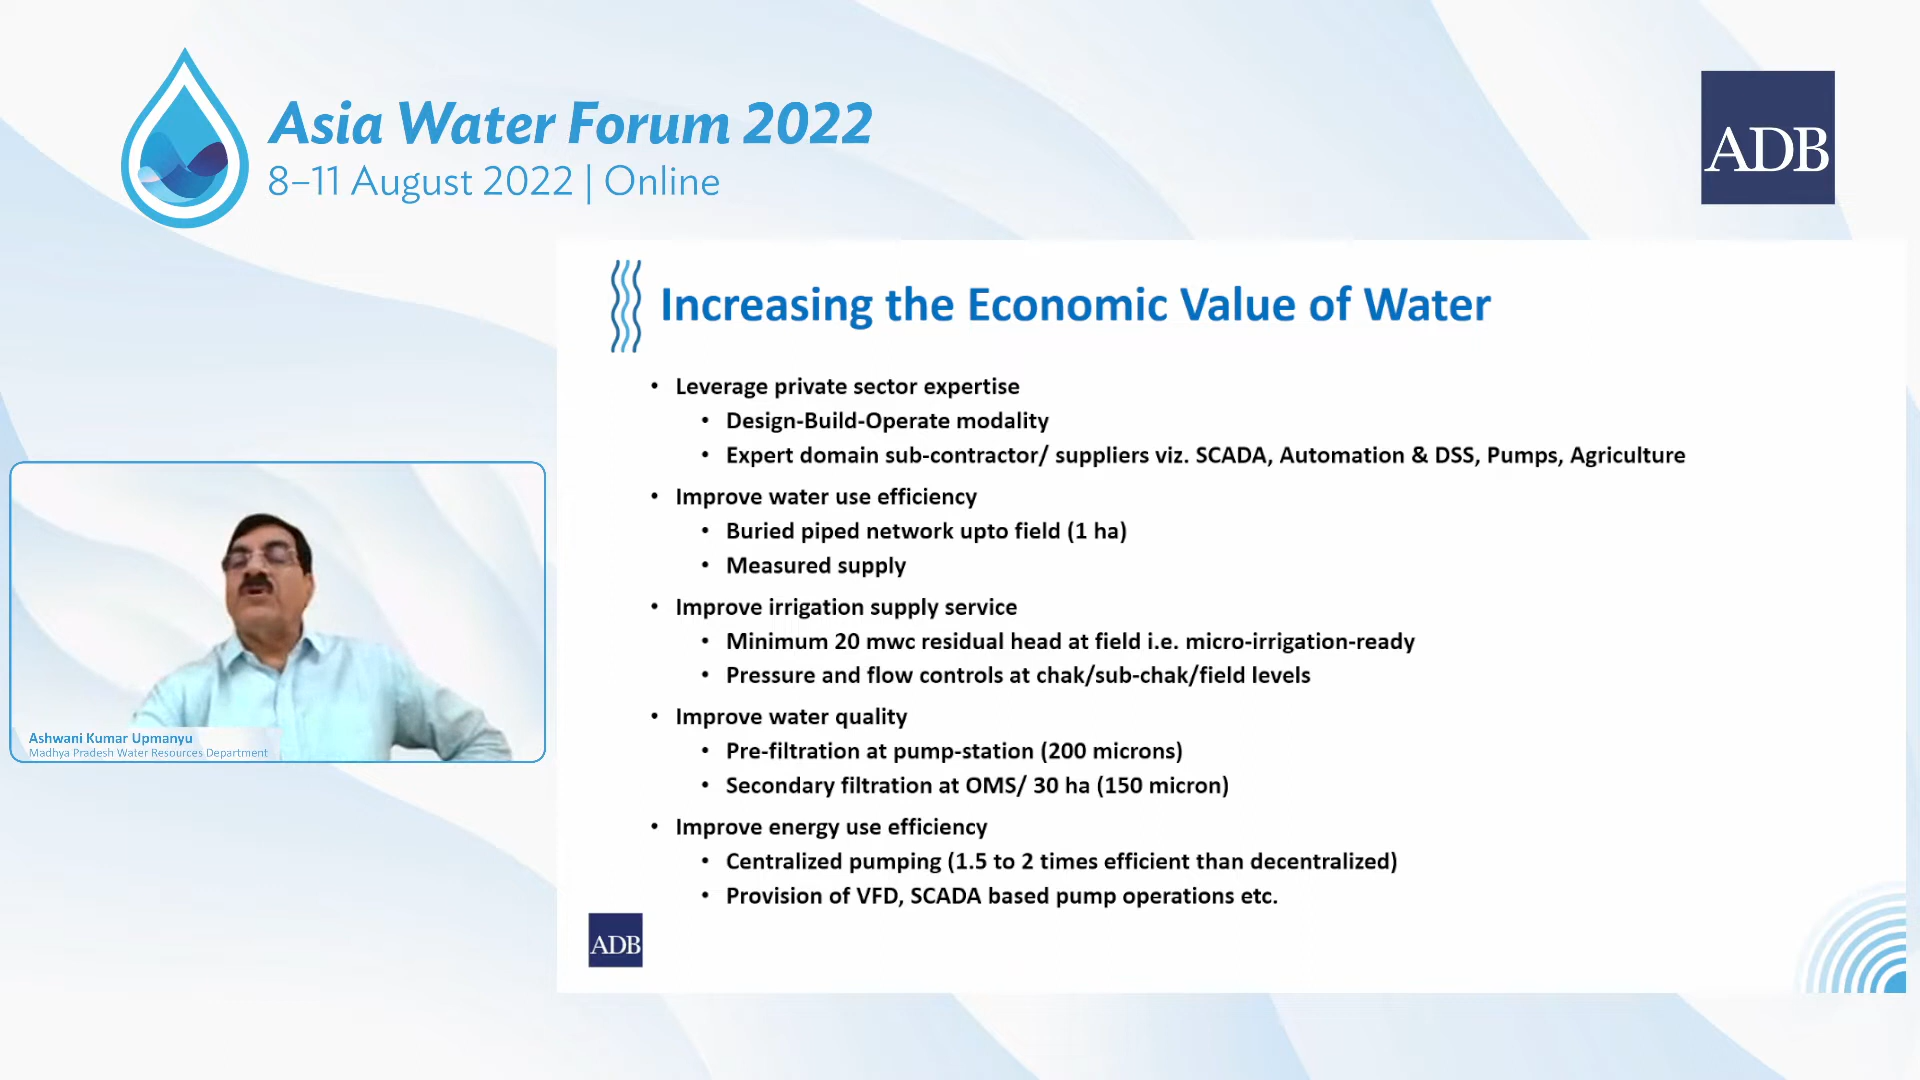 Asia Water Forum 2022
8–11 August 2022 | Online
ADB
Increasing the Economic Value of Water
• Leverage private sector expertise
• Design-Build-Operate modality
• Expert domain sub-contractor/ suppliers viz. SCADA, Automation & DSS, Pumps, Agriculture
• Improve water use efficiency
• Buried piped network upto field (1 ha)
• Measured supply
• Improve irrigation supply service
• Minimum 20 mwc residual head at field i.e. micro-irrigation-ready
• Pressure and flow controls at chak/sub-chak/field levels
• Improve water quality
• Pre-filtration at pump-station (200 microns)
• Secondary filtration at OMS/ 30 ha (150 micron)
• Improve energy use efficiency
• Centralized pumping (1.5 to 2 times efficient than decentralized)
• Provision of VFD, SCADA based pump operations etc.
ADB
Ashwani Kumar Upmanyu
Madhya Pradesh Water Resources Department